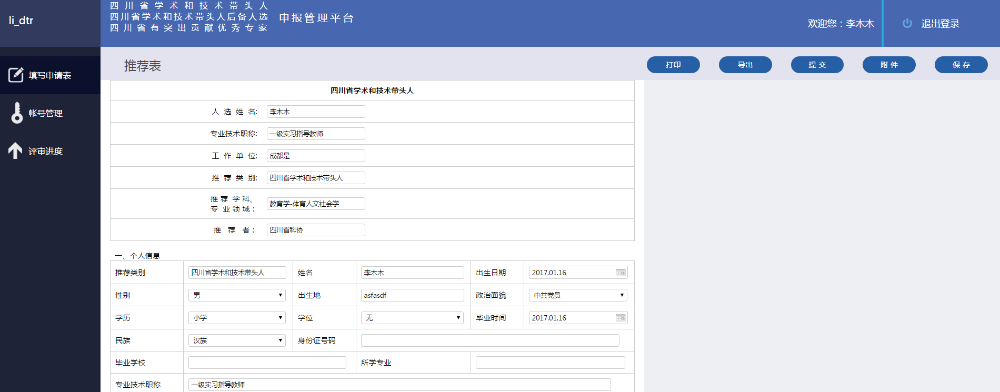 li_dtr
四川省学术和技术带头人
四川省学术和技术带头人后备人选
四川省有突出贡献优秀专家
申报管理平台
欢迎您：李木木
退出登录
填写申请表
帐号管理
评审进度
推荐表
打印
导出
提 交
附 件
保 存
四川省学术和技术带头人
人 选 姓 名: 李木木
专业技术职称: 一级实习指导教师
工 作 单 位: 成都是
推 荐 类 别: 四川省学术和技术带头人
推 荐 学 科、
专 业 领 域： 教育学-体育人文社会学
推 荐 者： 四川省科协
一、个人信息
推荐类别 四川省学术和技术带头人 姓名 李木木 出生日期 2017.01.16
性别 男 出生地 asfasdf 政治面貌 中共党员
学历 小学 学位 无 毕业时间 2017.01.16
民族 汉族 身份证号码
毕业学校 所学专业
专业技术职称 一级实习指导教师